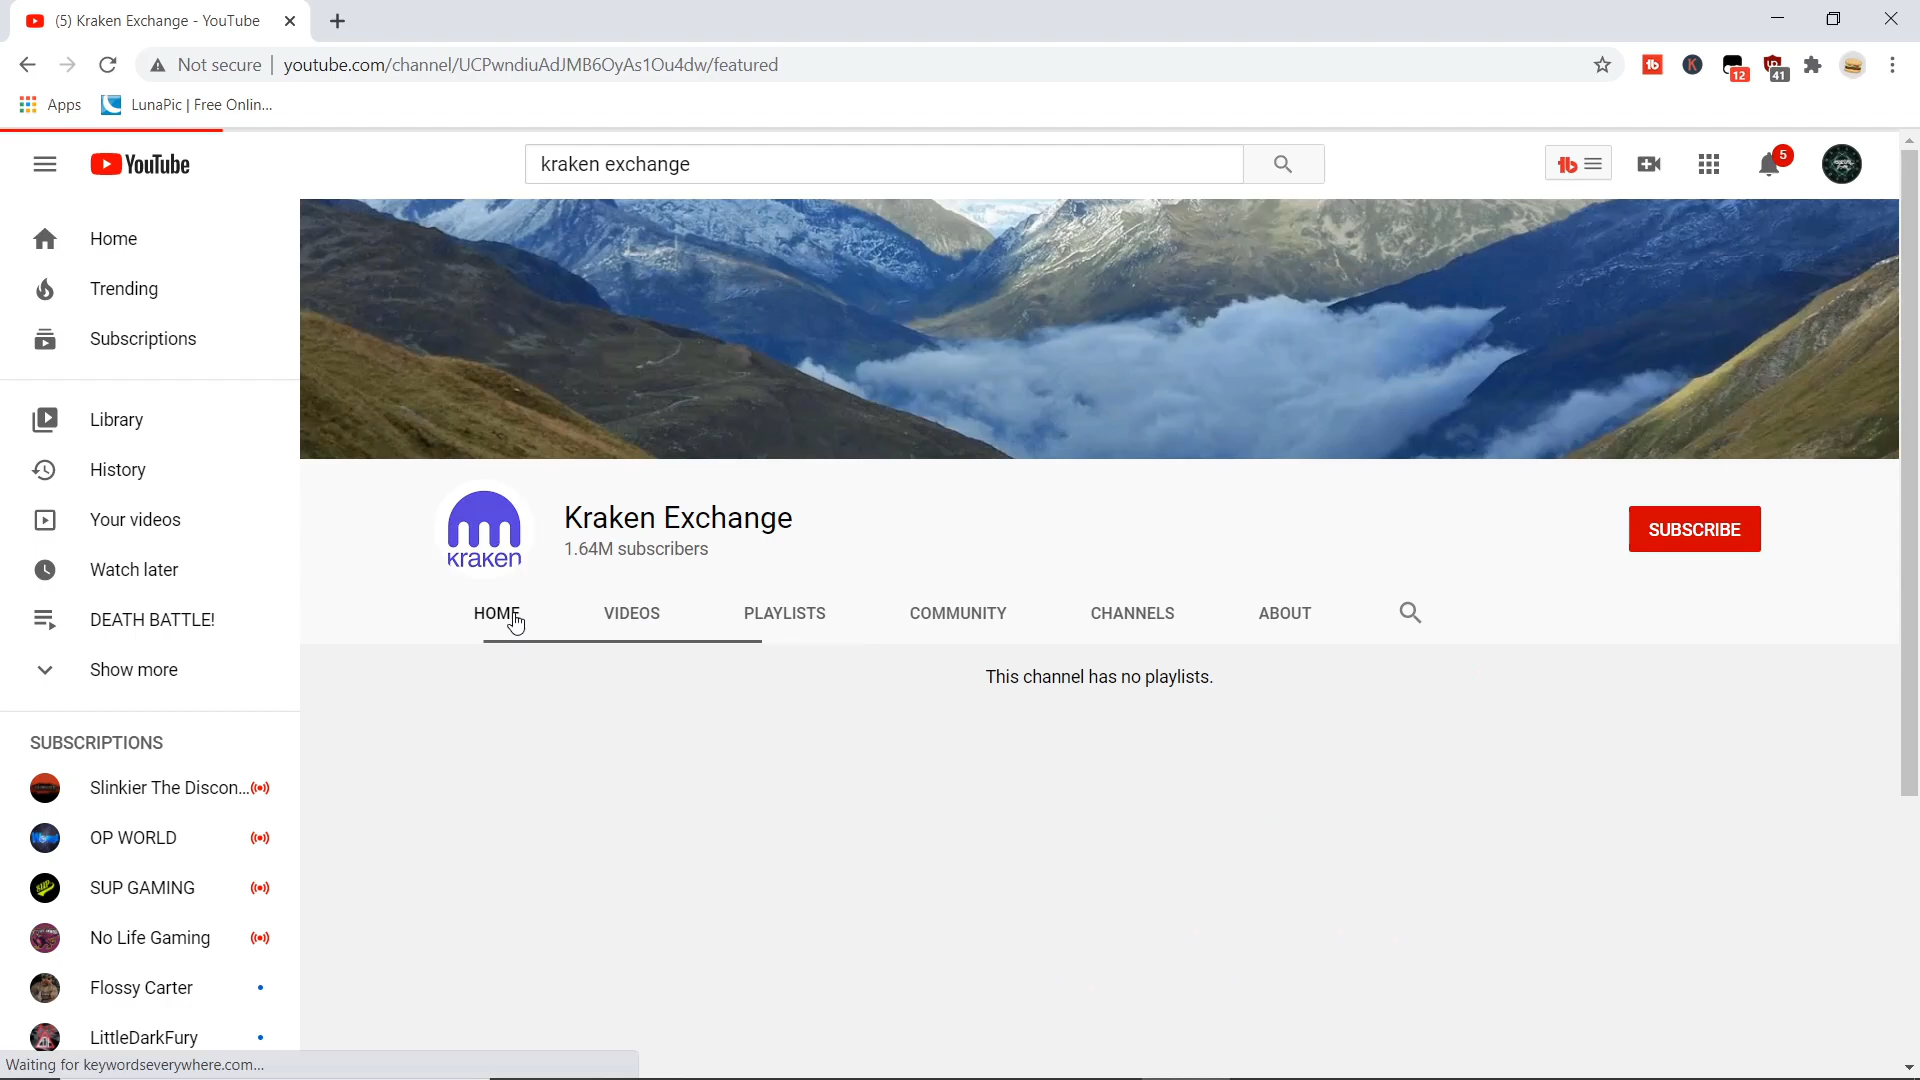 (5) Kraken Exchange - YouTube
Not secure
youtube.com/channel/UCPwndiuAdJMB6OyAs1Ou4dw/featured
12
41
Apps
LunaPic | Free Onlin...
YouTube
kraken exchange
5
Home
Trending
Subscriptions
Library
History
Your videos
Watch later
DEATH BATTLE!
Show more
SUBSCRIPTIONS
Slinkier The Discon...
OP WORLD
SUP GAMING
No Life Gaming
Flossy Carter
LittleDarkFury
kraken
Kraken Exchange
1.64M subscribers
SUBSCRIBE
HOME
VIDEOS
PLAYLISTS
COMMUNITY
CHANNELS
ABOUT
This channel has no playlists.
Waiting for keywordseverywhere.com...